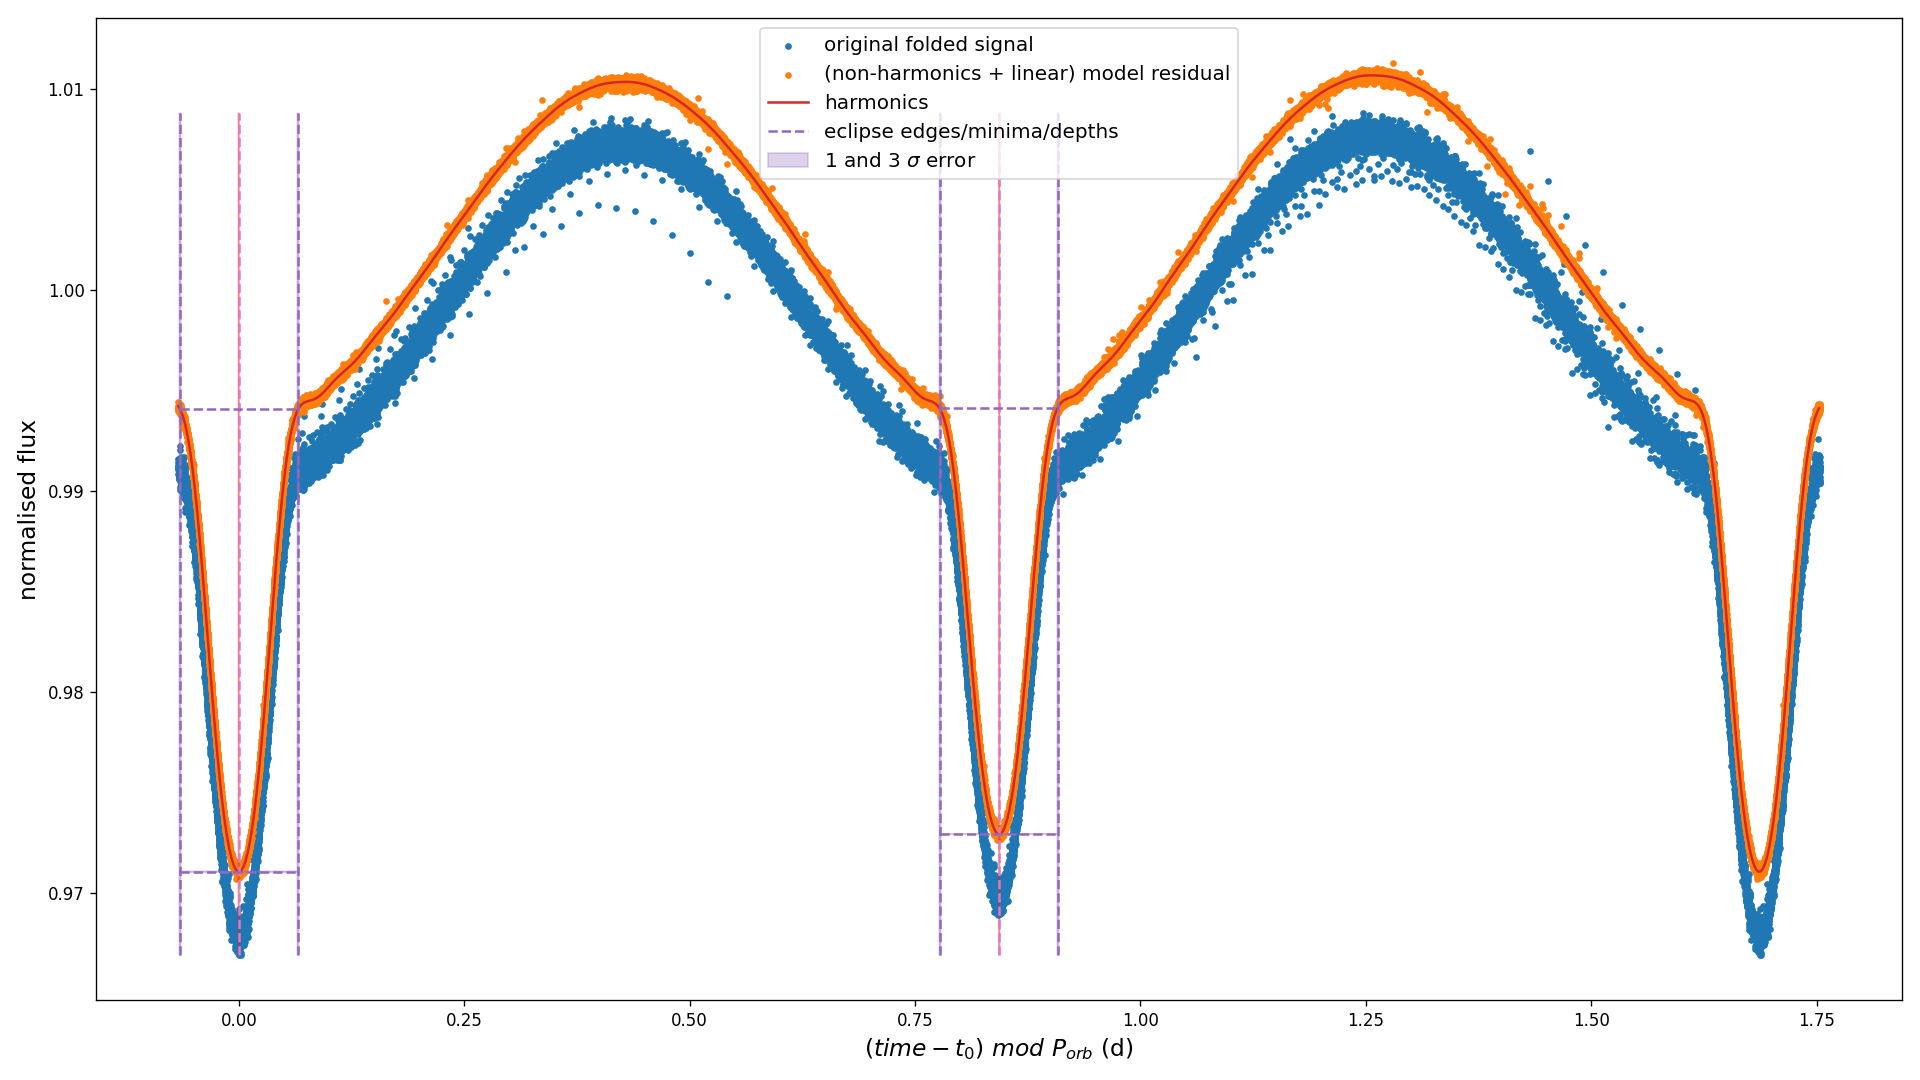 original folded signal
(non-harmonics + linear) model residual
harmonics
eclipse edges/minima/depths
1 and 3 σ error
1.01
1.00
0.99
0.98
0.97
normalised flux
0.00 0.25 0.50 0.75 1.00 1.25 1.50 1.75
(time − t₀) mod Pₒᵣb (d)